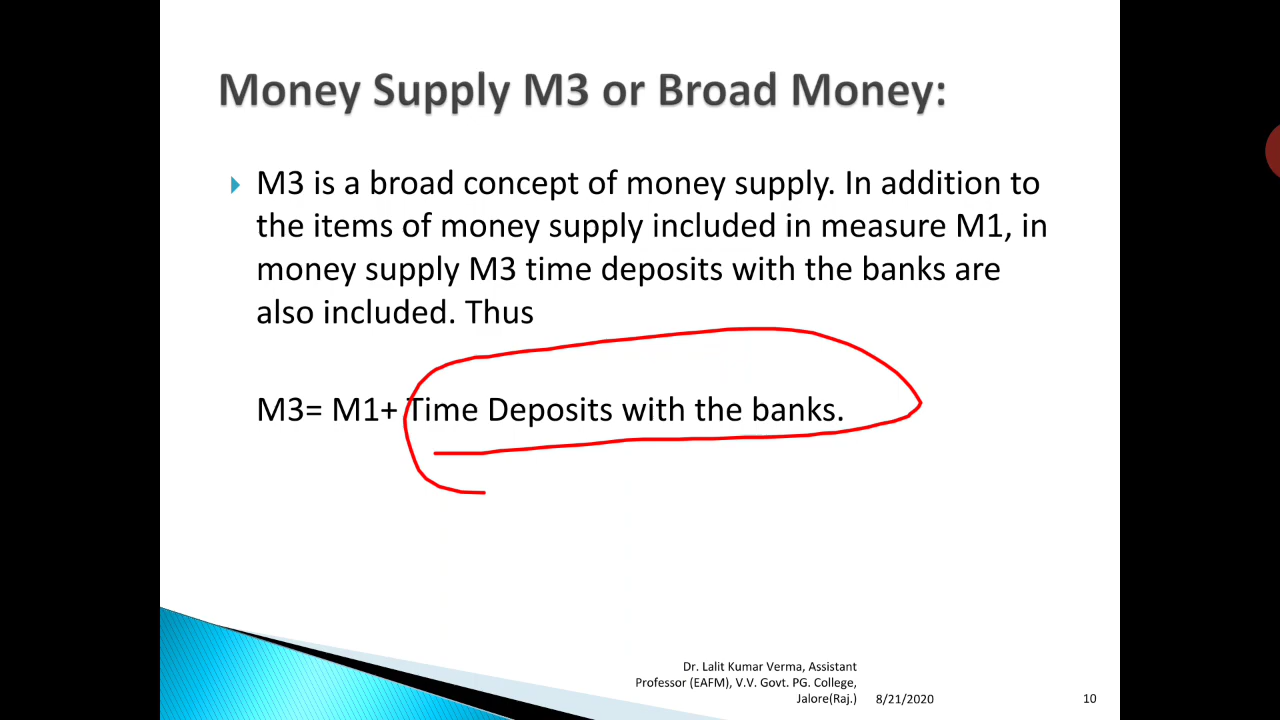 Money Supply M3 or Broad Money:
M3 is a broad concept of money supply. In addition to
the items of money supply included in measure M1, in
money supply M3 time deposits with the banks are
also included. Thus
M3= M1+ Time Deposits with the banks.
Dr. Lalit Kumar Verma, Assistant
Professor (EAFM), V.V. Govt. PG. College,
Jalore(Raj.)
8/21/2020
10